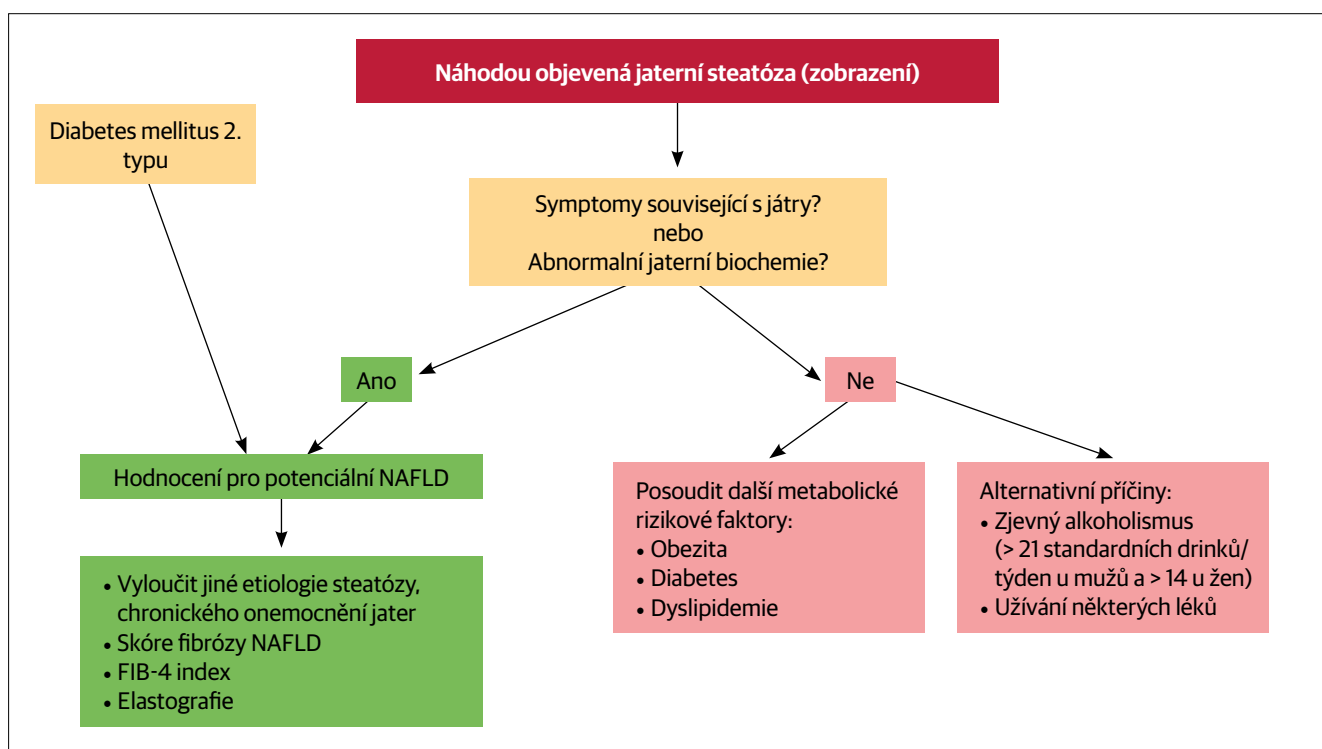 Náhodou objevená jaterní steatóza (zobrazení)
Diabetes mellitus 2.
typu
Symptomy související s játry?
nebo
Abnormalní jaterní biochemie?
Ano
Ne
Hodnocení pro potenciální NAFLD
• Vyloučit jiné etiologie steatózy,
chronického onemocnění jater
• Skóre fibrózy NAFLD
• FIB-4 index
• Elastografie
Posoudit další metabolické
rizikové faktory:
• Obezita
• Diabetes
• Dyslipidemie
Alternativní příčiny:
• Zjevný alkoholismus
(> 21 standardních drinků/
týden u mužů a > 14 u žen)
• Užívání některých léků